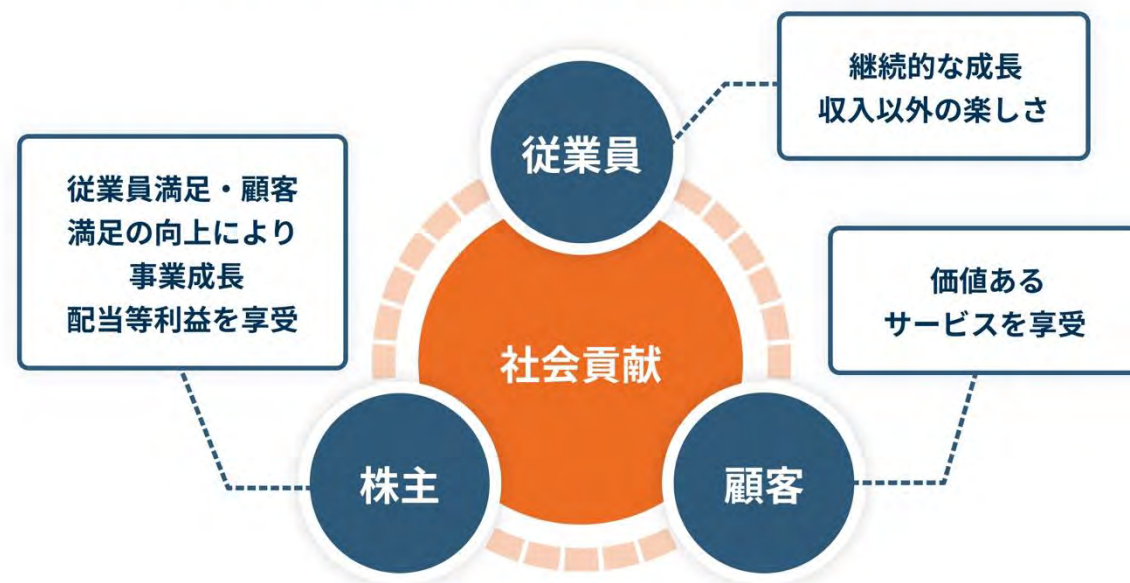 継続的な成長
収入以外の楽しさ
従業員
従業員満足・顧客
満足の向上により
事業成長
配当等利益を享受
価値ある
サービスを享受
社会貢献
株主
顧客